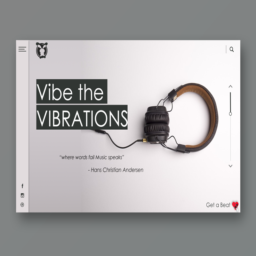 Vibe the
VIBRATIONS
"where words fail Music speaks"
- Hans Christian Andersen
Get a Beat